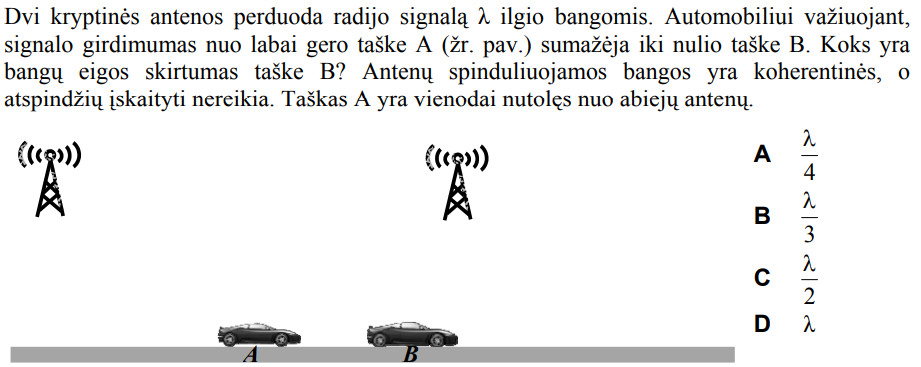 Dvi kryptinės antenos perduoda radijo signalą λ ilgio bangomis. Automobiliui važiuojant,
signalo girdimumas nuo labai gero taške A (žr. pav.) sumažėja iki nulio taške B. Koks yra
bangų eigos skirtumas taške B? Antenų spinduliuojamos bangos yra koherentinės, o
atspindžių įskaityti nereikia. Taškas A yra vienodai nutolęs nuo abiejų antenų.
A λ/4
B λ/3
C λ/2
D λ
A B